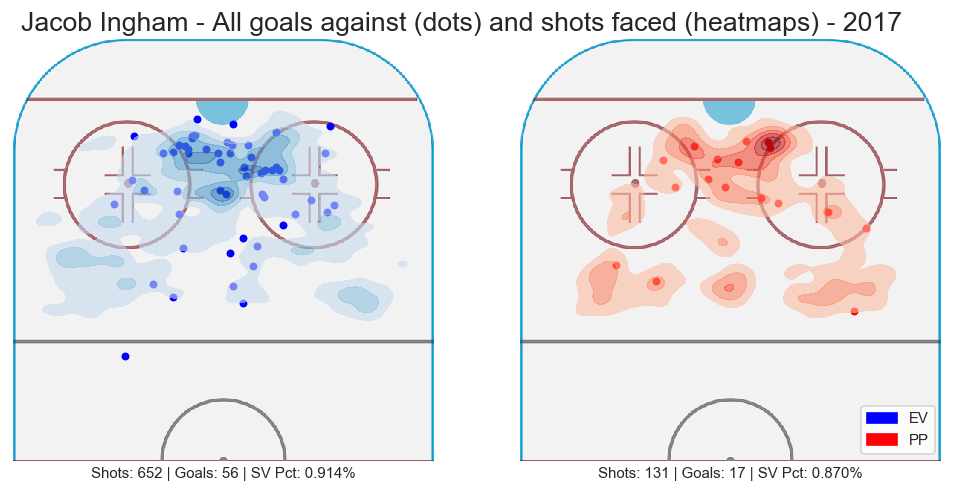 Jacob Ingham - All goals against (dots) and shots faced (heatmaps) - 2017
EV
PP
Shots: 652 | Goals: 56 | SV Pct: 0.914%
Shots: 131 | Goals: 17 | SV Pct: 0.870%